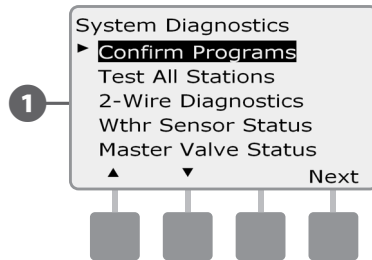 System Diagnostics
► Confirm Programs
Test All Stations
1
2-Wire Diagnostics
Wthr Sensor Status
Master Valve Status
▲ ▼ Next